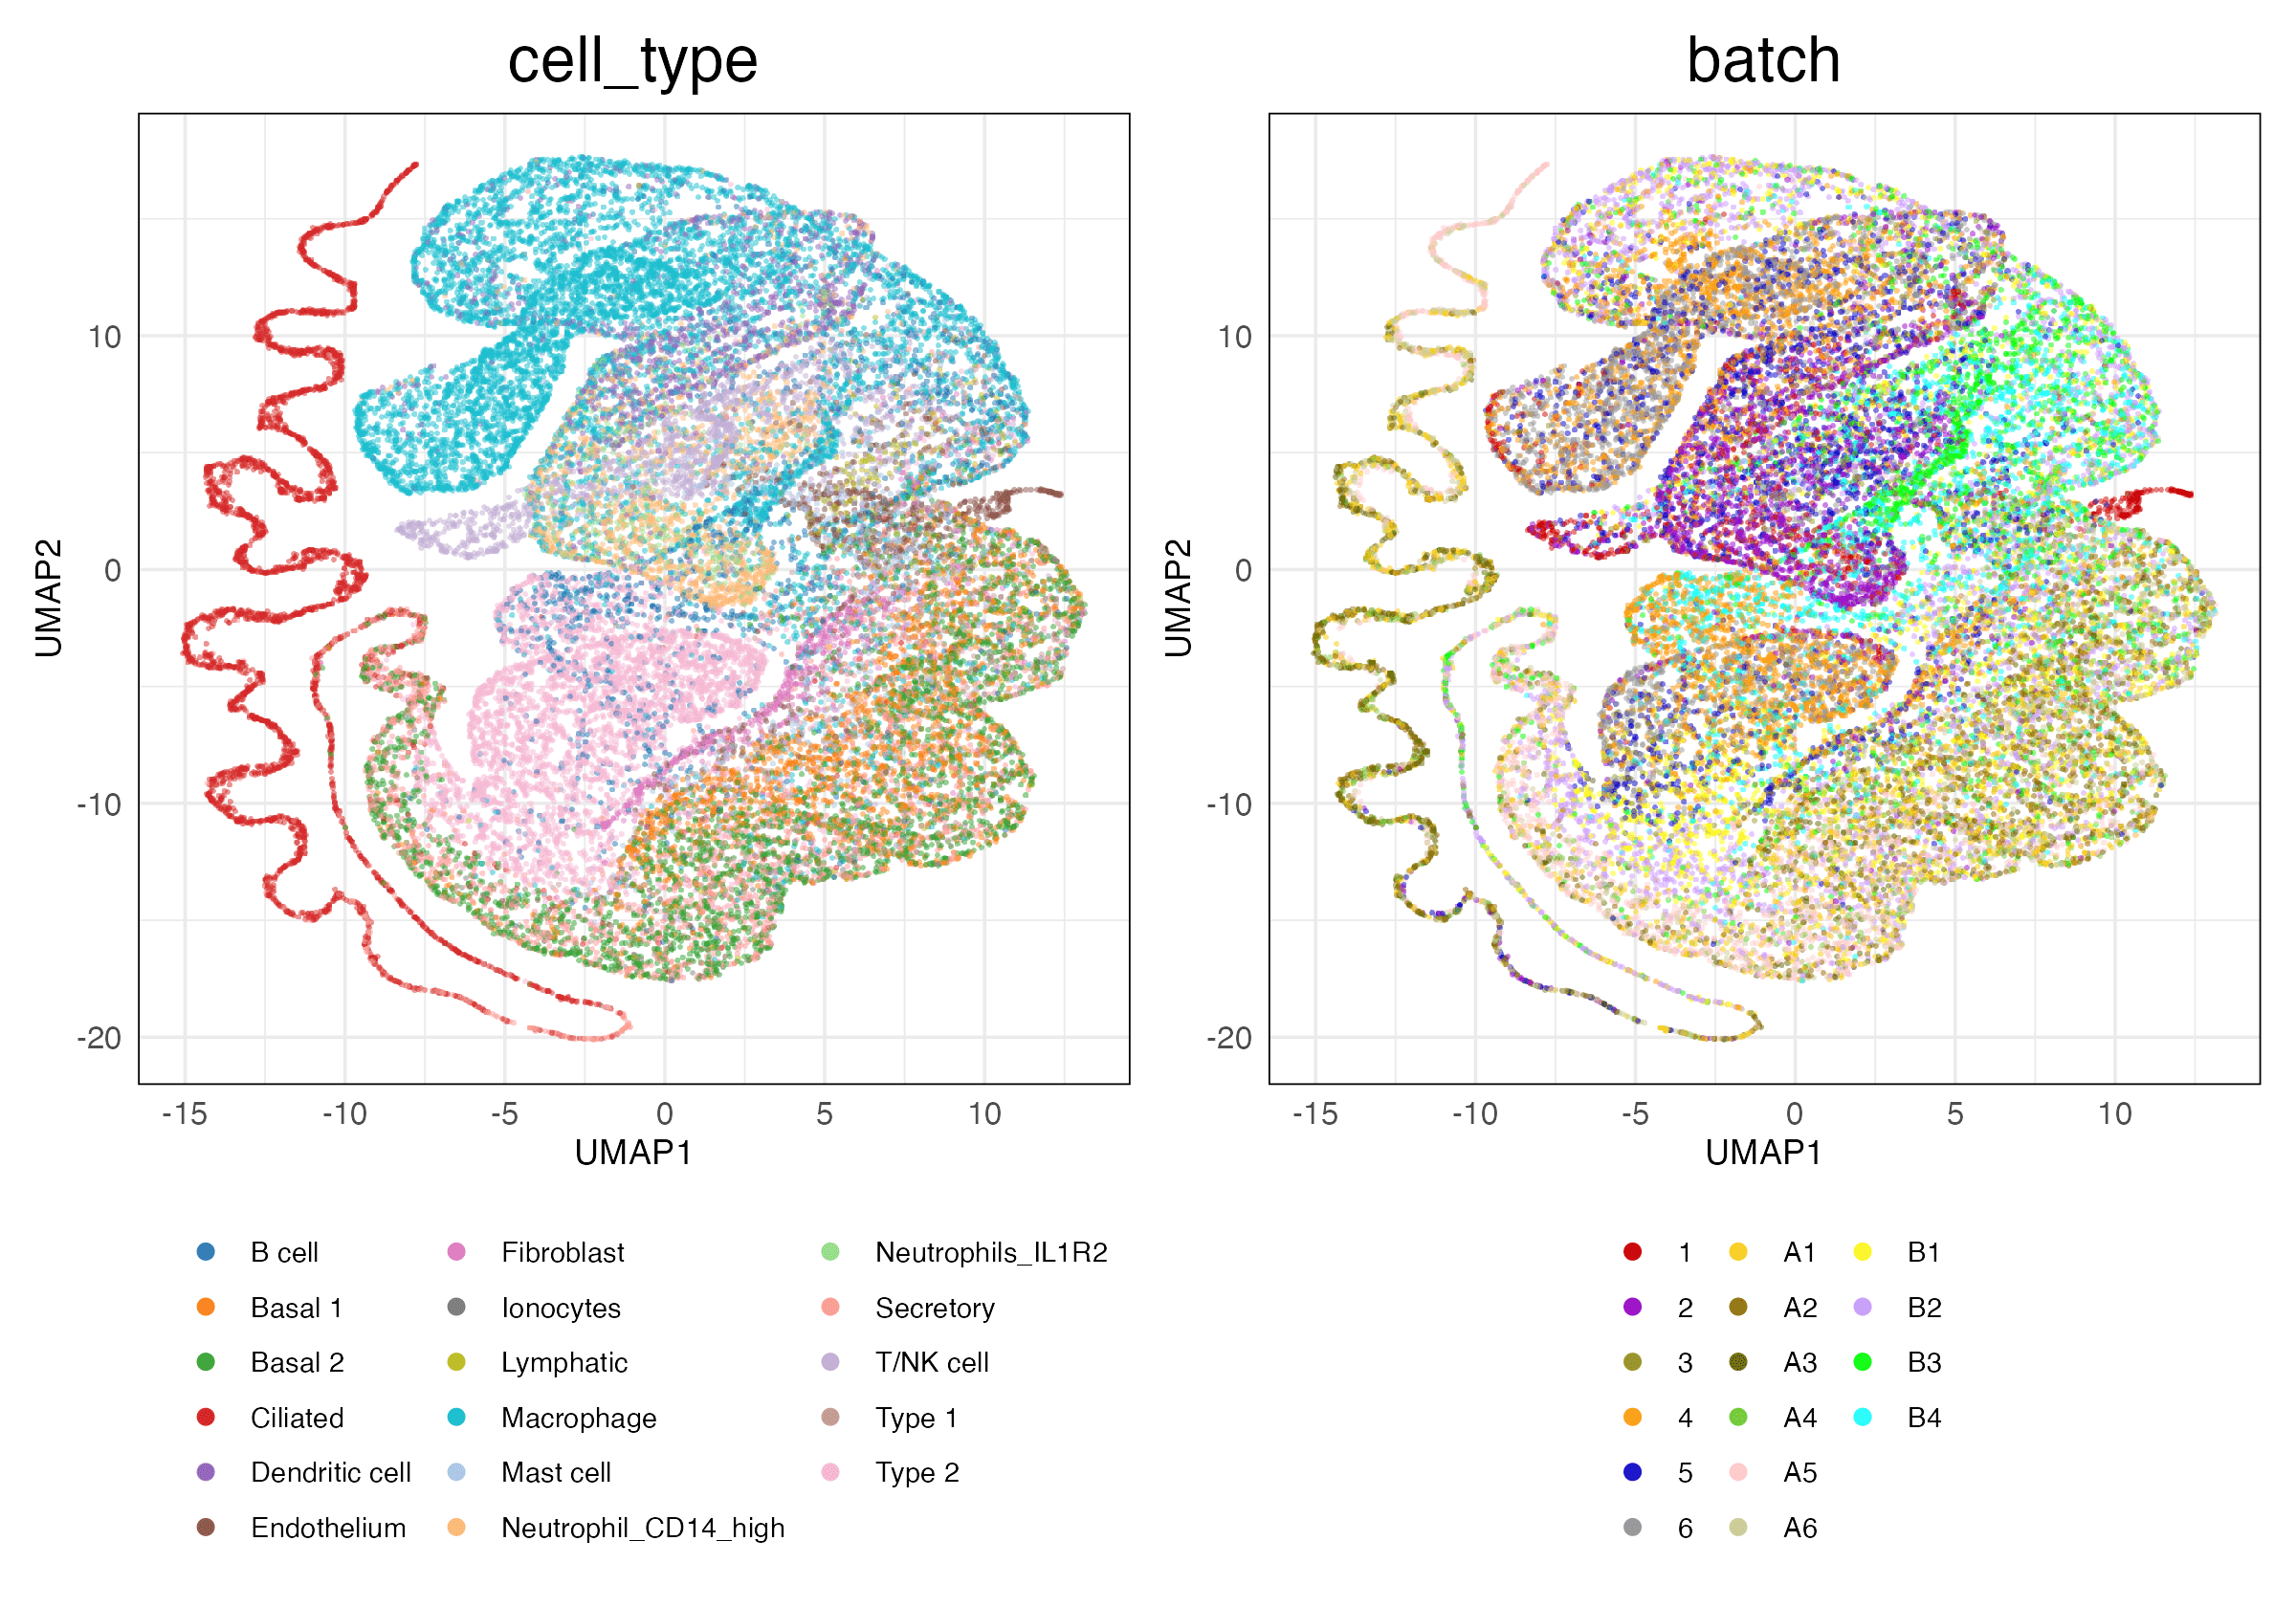 cell_type
batch
UMAP2
10
0
-10
-20
-15 -10 -5 0 5 10
UMAP1
UMAP2
10
0
-10
-20
-15 -10 -5 0 5 10
UMAP1
B cell Fibroblast Neutrophils_IL1R2
Basal 1 Ionocytes Secretory
Basal 2 Lymphatic T/NK cell
Ciliated Macrophage Type 1
Dendritic cell Mast cell Type 2
Endothelium Neutrophil_CD14_high
1 A1 B1
2 A2 B2
3 A3 B3
4 A4 B4
5 A5
6 A6